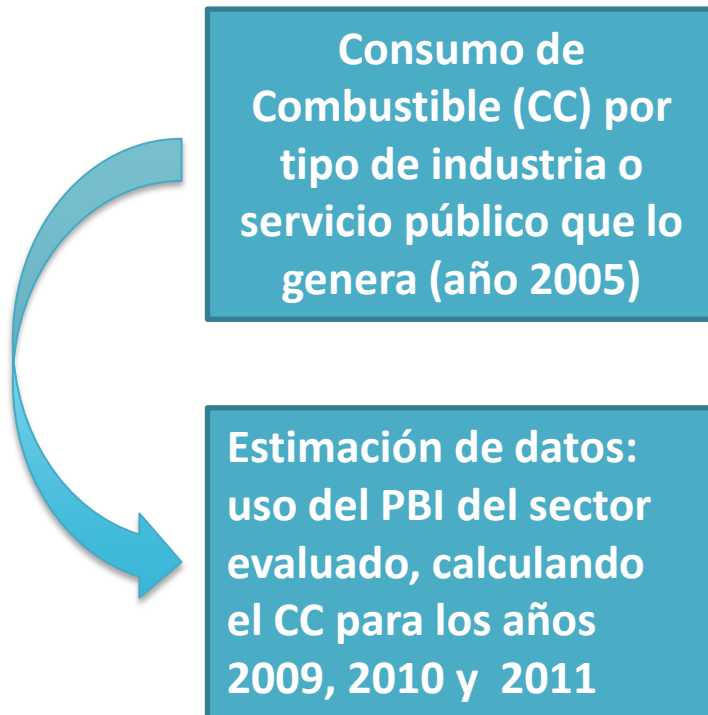 Consumo de
Combustible (CC) por
tipo de industria o
servicio público que lo
genera (año 2005)
Estimación de datos:
uso del PBI del sector
evaluado, calculando
el CC para los años
2009, 2010 y 2011